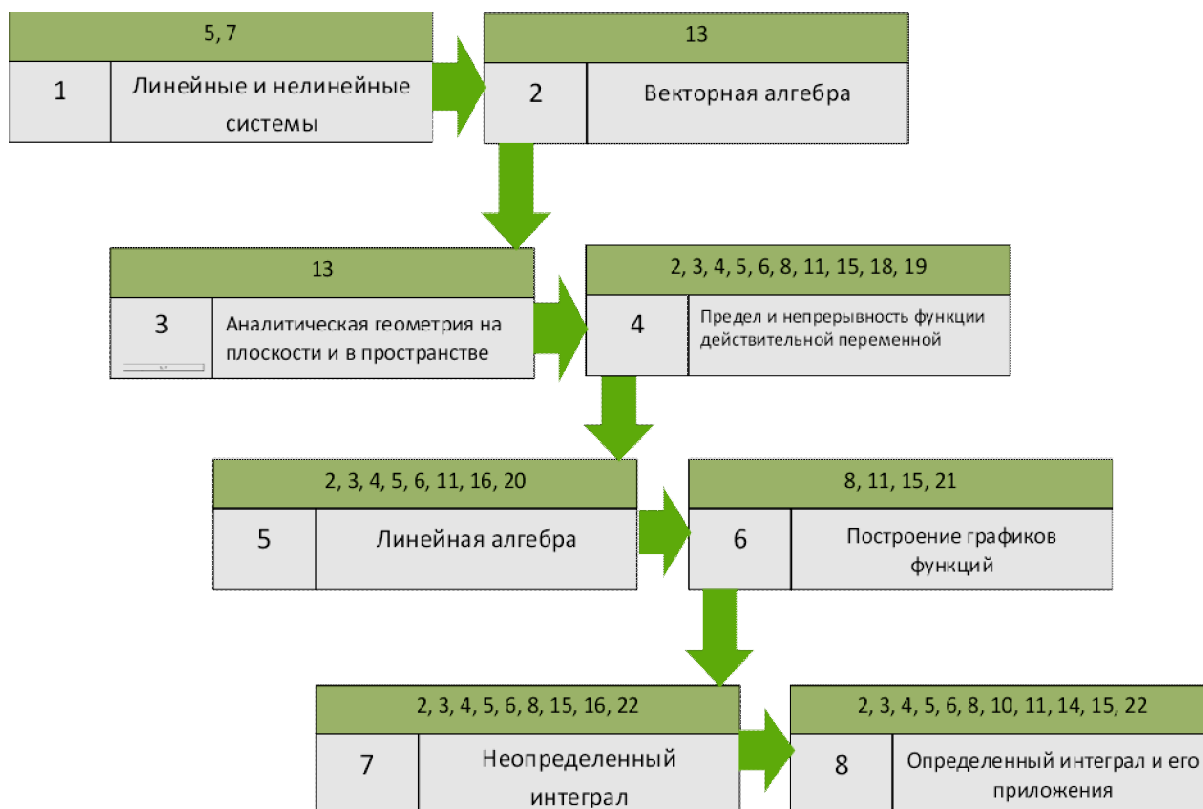 5, 7
1
Линейные и нелинейные
системы
13
2
Векторная алгебра
13
3
Аналитическая геометрия на
плоскости и в пространстве
2, 3, 4, 5, 6, 8, 11, 15, 18, 19
4
Предел и непрерывность функции
действительной переменной
2, 3, 4, 5, 6, 11, 16, 20
5
Линейная алгебра
8, 11, 15, 21
6
Построение графиков
функций
2, 3, 4, 5, 6, 8, 15, 16, 22
7
Неопределенный
интеграл
2, 3, 4, 5, 6, 8, 10, 11, 14, 15, 22
8
Определенный интеграл и его
приложения